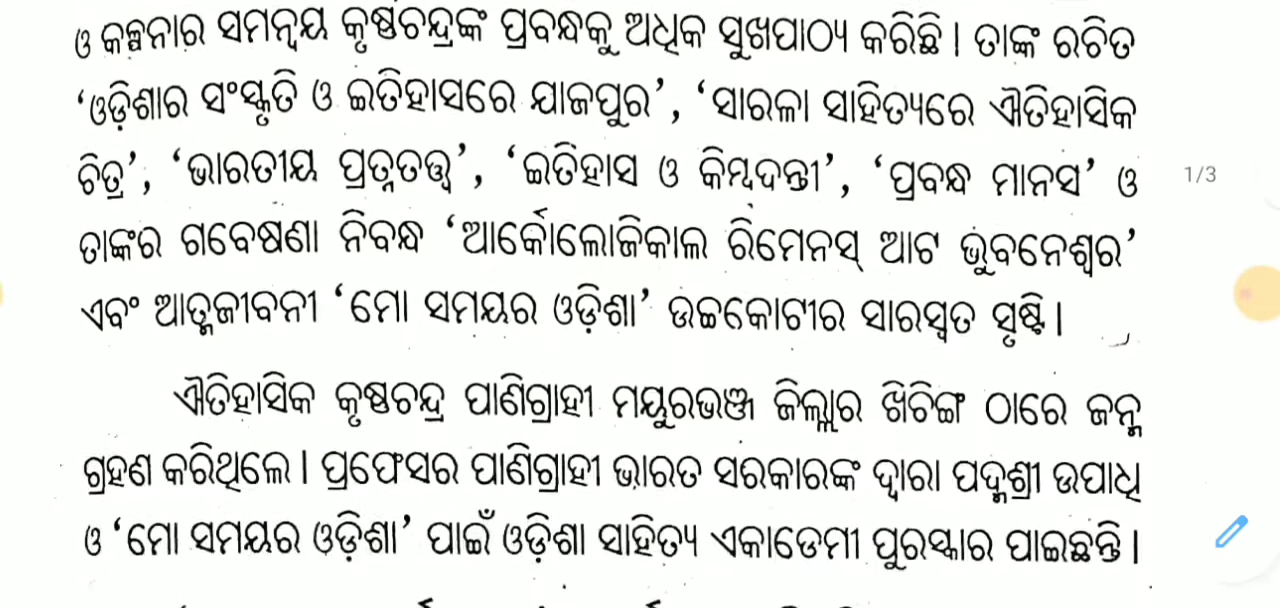 ଓ କଳ୍ପନାର ସମନ୍ୱୟ କୃଷ୍ଣଚନ୍ଦ୍ରଙ୍କ ପ୍ରବନ୍ଧକୁ ଅଧିକ ସୁଖପାଠ୍ୟ କରିଛି । ତାଙ୍କ ରଚିତ
‘ଓଡ଼ିଶାର ସଂସ୍କୃତି ଓ ଇତିହାସରେ ଯାଜପୁର’, ‘ସାରଳା ସାହିତ୍ୟରେ ଐତିହାସିକ
ଚିତ୍ର’, ‘ଭାରତୀୟ ପ୍ରତ୍ନତତ୍ତ୍ୱ’, ‘ଇତିହାସ ଓ କିମ୍ବଦନ୍ତୀ’, ‘ପ୍ରବନ୍ଧ ମାନସ’ ଓ
1/3
ତାଙ୍କର ଗବେଷଣା ନିବନ୍ଧ ‘ଆର୍କୋଲୋଜିକାଲ ରିମେନସ୍ ଆଟ ଭୁବନେଶ୍ୱର’
ଏବଂ ଆତ୍ମଜୀବନୀ ‘ମୋ ସମୟର ଓଡ଼ିଶା’ ଉଚ୍ଚକୋଟୀର ସାରସ୍ୱତ ସୃଷ୍ଟି ।
ଐତିହାସିକ କୃଷ୍ଣଚନ୍ଦ୍ର ପାଣିଗ୍ରାହୀ ମୟୁରଭଞ୍ଜ ଜିଲ୍ଲାର ଖିଚିଙ୍ଗ ଠାରେ ଜନ୍ମ
ଗ୍ରହଣ କରିଥିଲେ । ପ୍ରଫେସର ପାଣିଗ୍ରାହୀ ଭାରତ ସରକାରଙ୍କ ଦ୍ୱାରା ପଦ୍ମଶ୍ରୀ ଉପାଧି
ଓ ‘ମୋ ସମୟର ଓଡ଼ିଶା’ ପାଇଁ ଓଡ଼ିଶା ସାହିତ୍ୟ ଏକାଡେମୀ ପୁରସ୍କାର ପାଇଛନ୍ତି ।